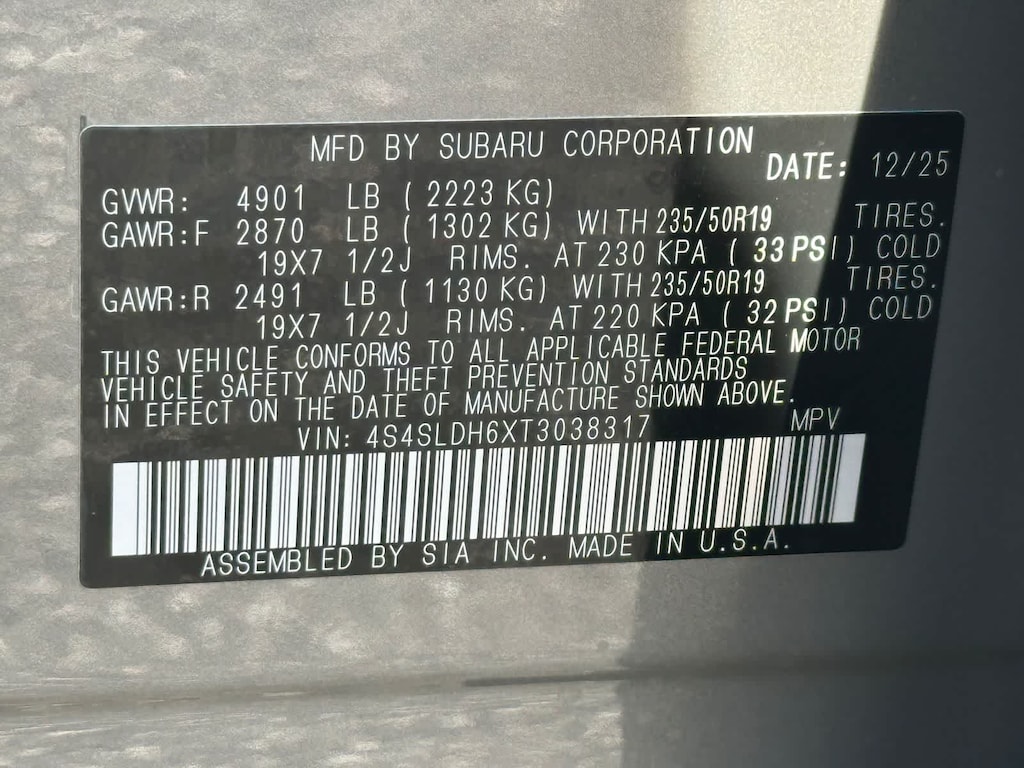 MFD BY SUBARU CORPORATION
DATE: 12/25
GVWR: 4901 LB ( 2223 KG)
GAWR:F 2870 LB ( 1302 KG) WITH 235/50R19 TIRES.
19X7 1/2J RIMS. AT 230 KPA ( 33 PSI) COLD
GAWR:R 2491 LB ( 1130 KG) WITH 235/50R19 TIRES.
19X7 1/2J RIMS. AT 220 KPA ( 32 PSI) COLD
THIS VEHICLE CONFORMS TO ALL APPLICABLE FEDERAL MOTOR
VEHICLE SAFETY AND THEFT PREVENTION STANDARDS
IN EFFECT ON THE DATE OF MANUFACTURE SHOWN ABOVE.
VIN: 4S4SLDH6XT3038317 MPV
ASSEMBLED BY SIA INC. MADE IN U.S.A.